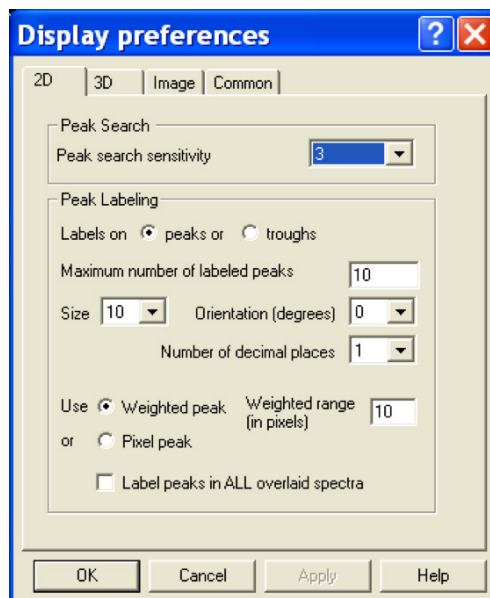 Display preferences
2D 3D Image Common
Peak Search
Peak search sensitivity 3
Peak Labeling
Labels on peaks or troughs
Maximum number of labeled peaks 10
Size 10 Orientation (degrees) 0
Number of decimal places 1
Use Weighted peak Weighted range (in pixels) 10
or Pixel peak
Label peaks in ALL overlaid spectra
OK Cancel Apply Help